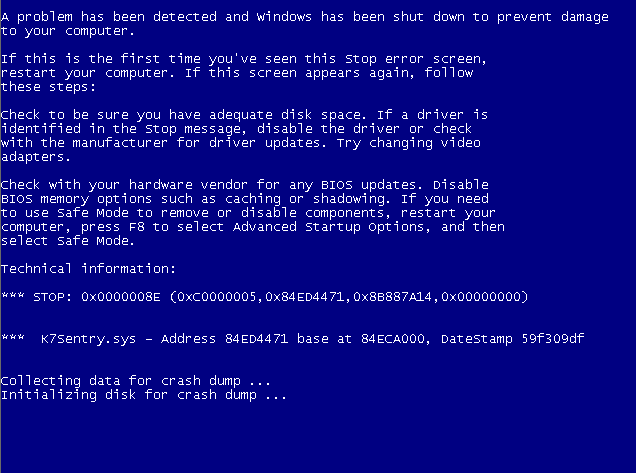 A problem has been detected and Windows has been shut down to prevent damage
to your computer.
If this is the first time you've seen this Stop error screen,
restart your computer. If this screen appears again, follow
these steps:
Check to be sure you have adequate disk space. If a driver is
identified in the Stop message, disable the driver or check
with the manufacturer for driver updates. Try changing video
adapters.
Check with your hardware vendor for any BIOS updates. Disable
BIOS memory options such as caching or shadowing. If you need
to use Safe Mode to remove or disable components, restart your
computer, press F8 to select Advanced Startup Options, and then
select Safe Mode.
Technical information:
*** STOP: 0x0000008E (0xC0000005,0x84ED4471,0x8B887A14,0x00000000)
***  K7Sentry.sys - Address 84ED4471 base at 84ECA000, DateStamp 59f309df
Collecting data for crash dump ...
Initializing disk for crash dump ...